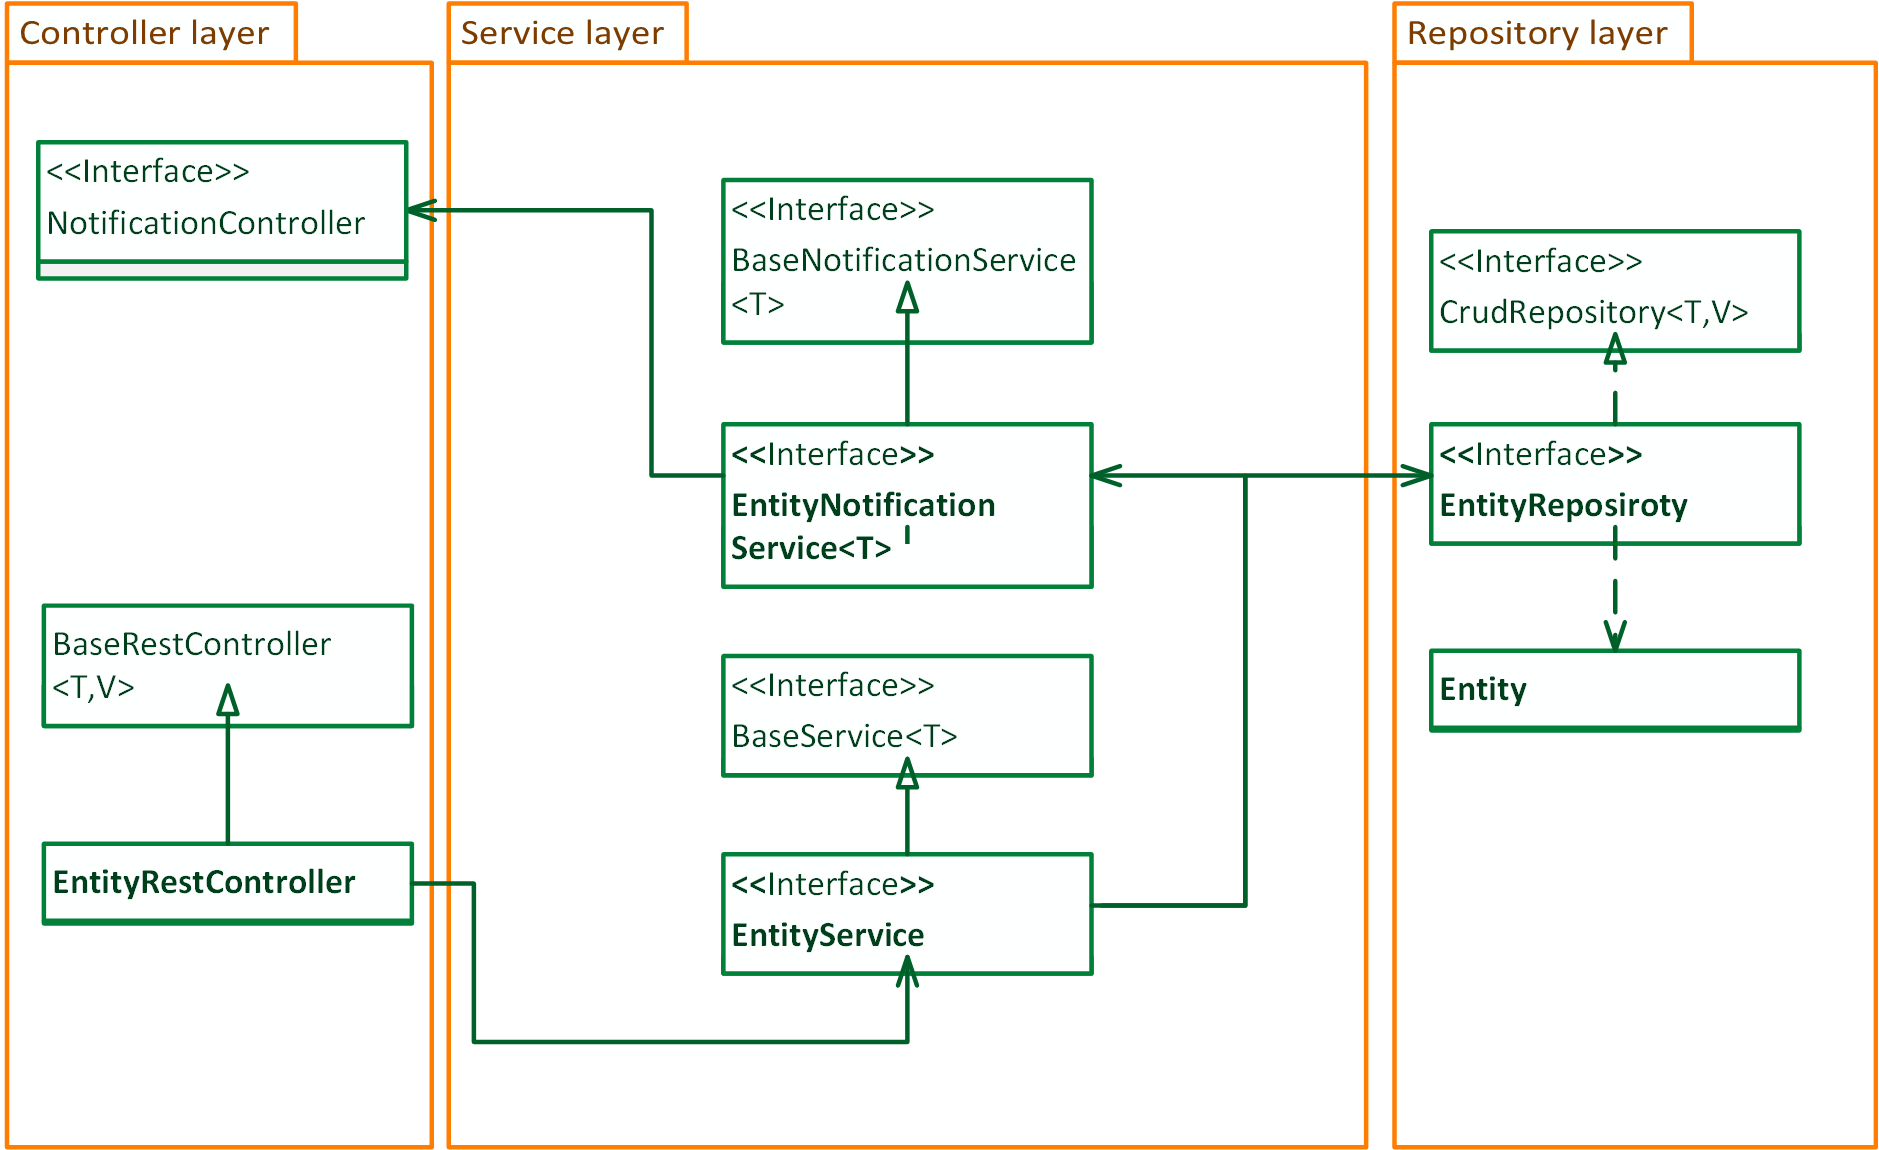 Controller layer
<<Interface>>
NotificationController
BaseRestController
<T,V>
EntityRestController
Service layer
<<Interface>>
BaseNotificationService
<T>
<<Interface>>
EntityNotification
Service<T>
<<Interface>>
BaseService<T>
<<Interface>>
EntityService
Repository layer
<<Interface>>
CrudRepository<T,V>
<<Interface>>
EntityReposiroty
Entity